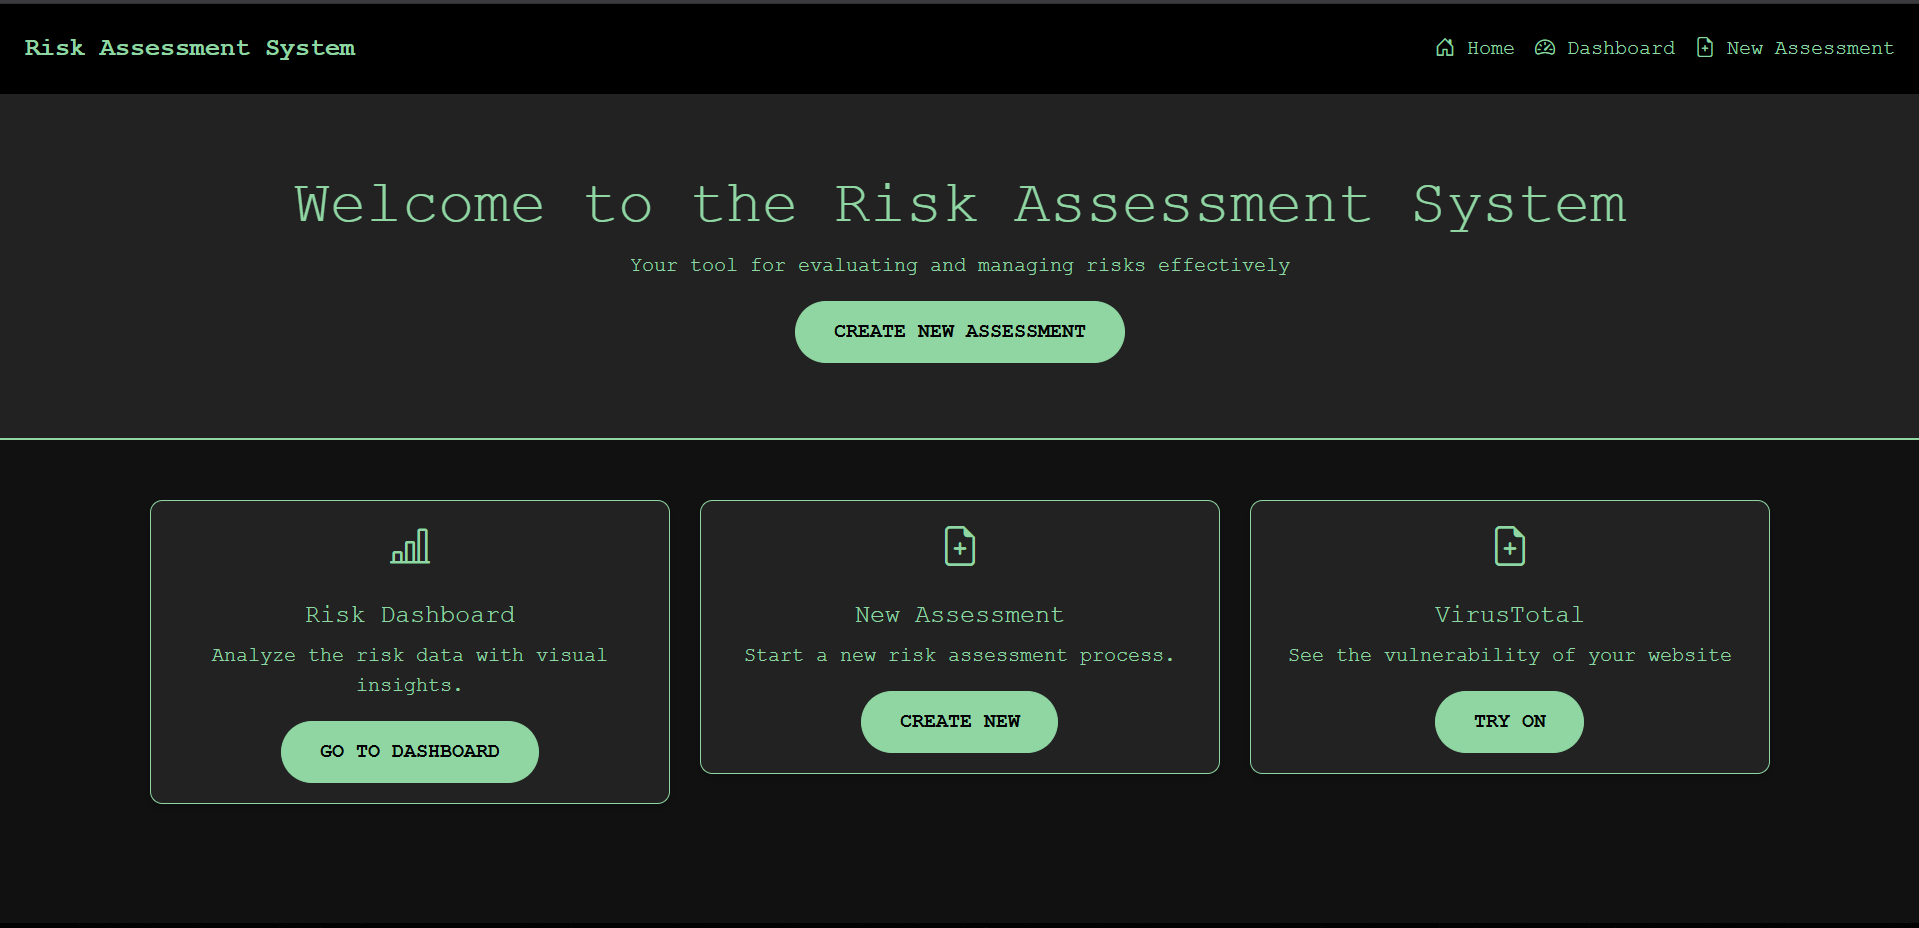 Risk Assessment System
Home
Dashboard
New Assessment
Welcome to the Risk Assessment System
Your tool for evaluating and managing risks effectively
CREATE NEW ASSESSMENT
Risk Dashboard
Analyze the risk data with visual
insights.
GO TO DASHBOARD
New Assessment
Start a new risk assessment process.
CREATE NEW
VirusTotal
See the vulnerability of your website
TRY ON